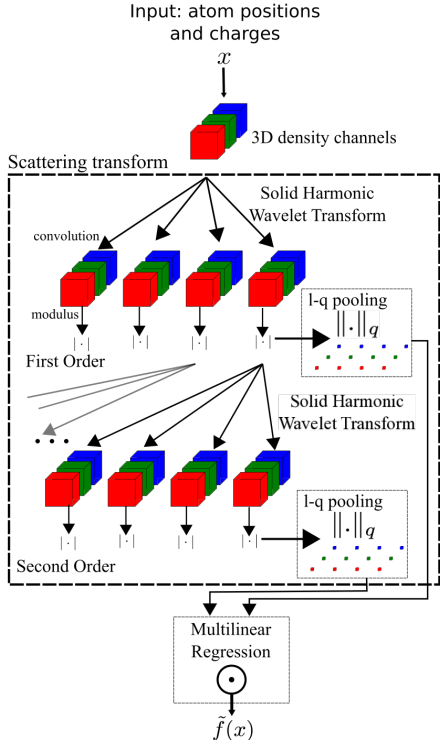 Input: atom positions
and charges
x
3D density channels
Scattering transform
Solid Harmonic
Wavelet Transform
convolution
modulus
l-q pooling
||·||q
|·| |·| |·| |·|
First Order
Solid Harmonic
Wavelet Transform
l-q pooling
||·||q
|·| |·| |·| |·|
Second Order
Multilinear
Regression
f̃(x)